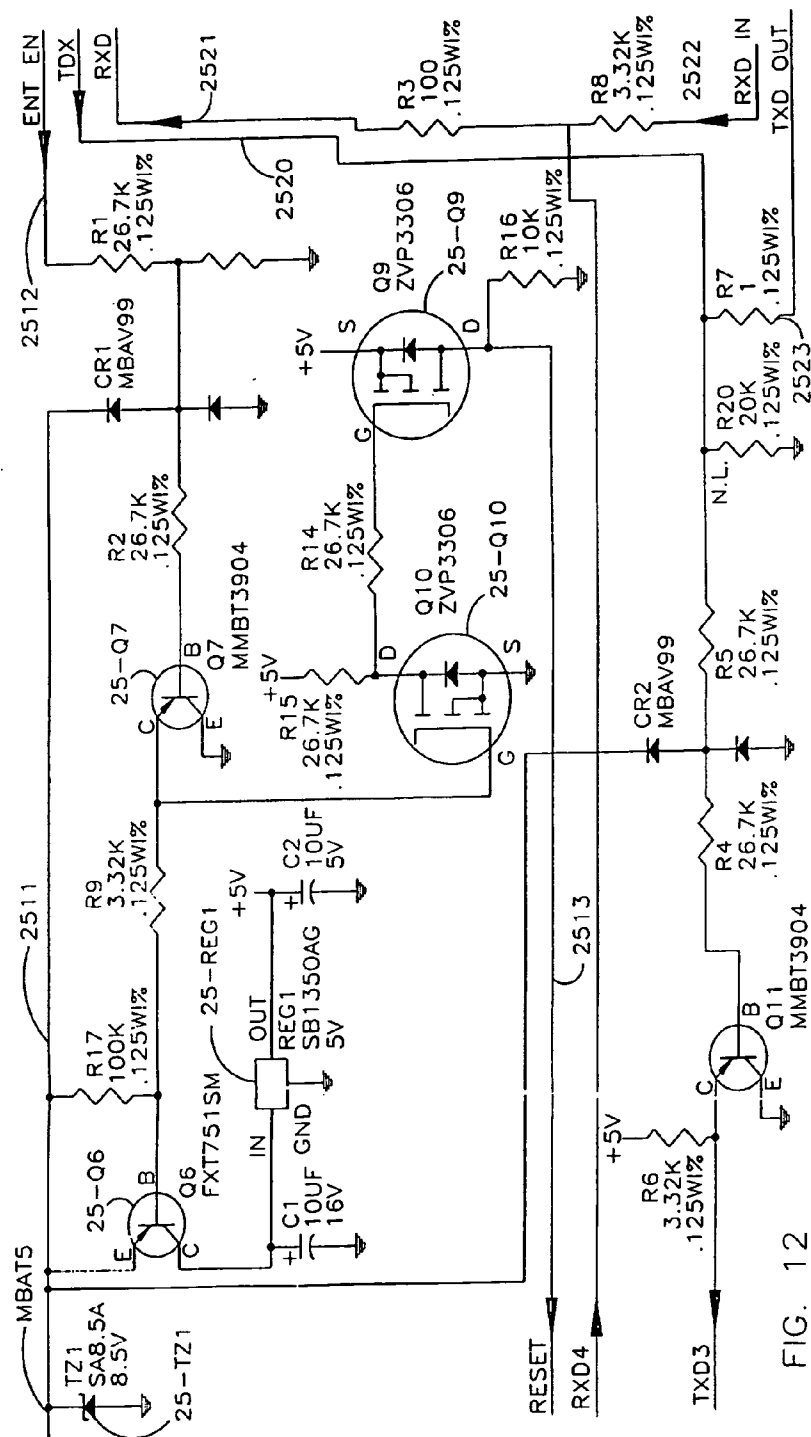 MBAT5
2511
2512
ENT EN
TDX
RXD
TZ1
SA8.5A
8.5V
25-TZ1
25-Q6
E
B
C
Q6
FXT751SM
R17
100K
.125W1%
R9
3.32K
.125W1%
25-Q7
C
B
E
Q7
MMBT3904
R2
26.7K
.125W1%
CR1
MBAV99
R1
26.7K
.125W1%
2520
2521
C1
10UF
16V
+
IN
GND
OUT
25-REG1
REG1
SB1350AG
5V
+5V
+
C2
10UF
5V
+5V
R15
26.7K
.125W1%
D
G
S
Q10
ZVP3306
25-Q10
R14
26.7K
.125W1%
+5V
G
S
D
Q9
ZVP3306
25-Q9
R16
10K
.125W1%
R3
100
.125W1%
R8
3.32K
.125W1%
2522
RXD IN
TXD OUT
RESET
2513
RXD4
TXD3
+5V
R6
3.32K
.125W1%
C
B
E
Q11
MMBT3904
R4
26.7K
.125W1%
CR2
MBAV99
R5
26.7K
.125W1%
N.L.
R20
20K
.125W1%
R7
1
.125W1%
2523
FIG. 12